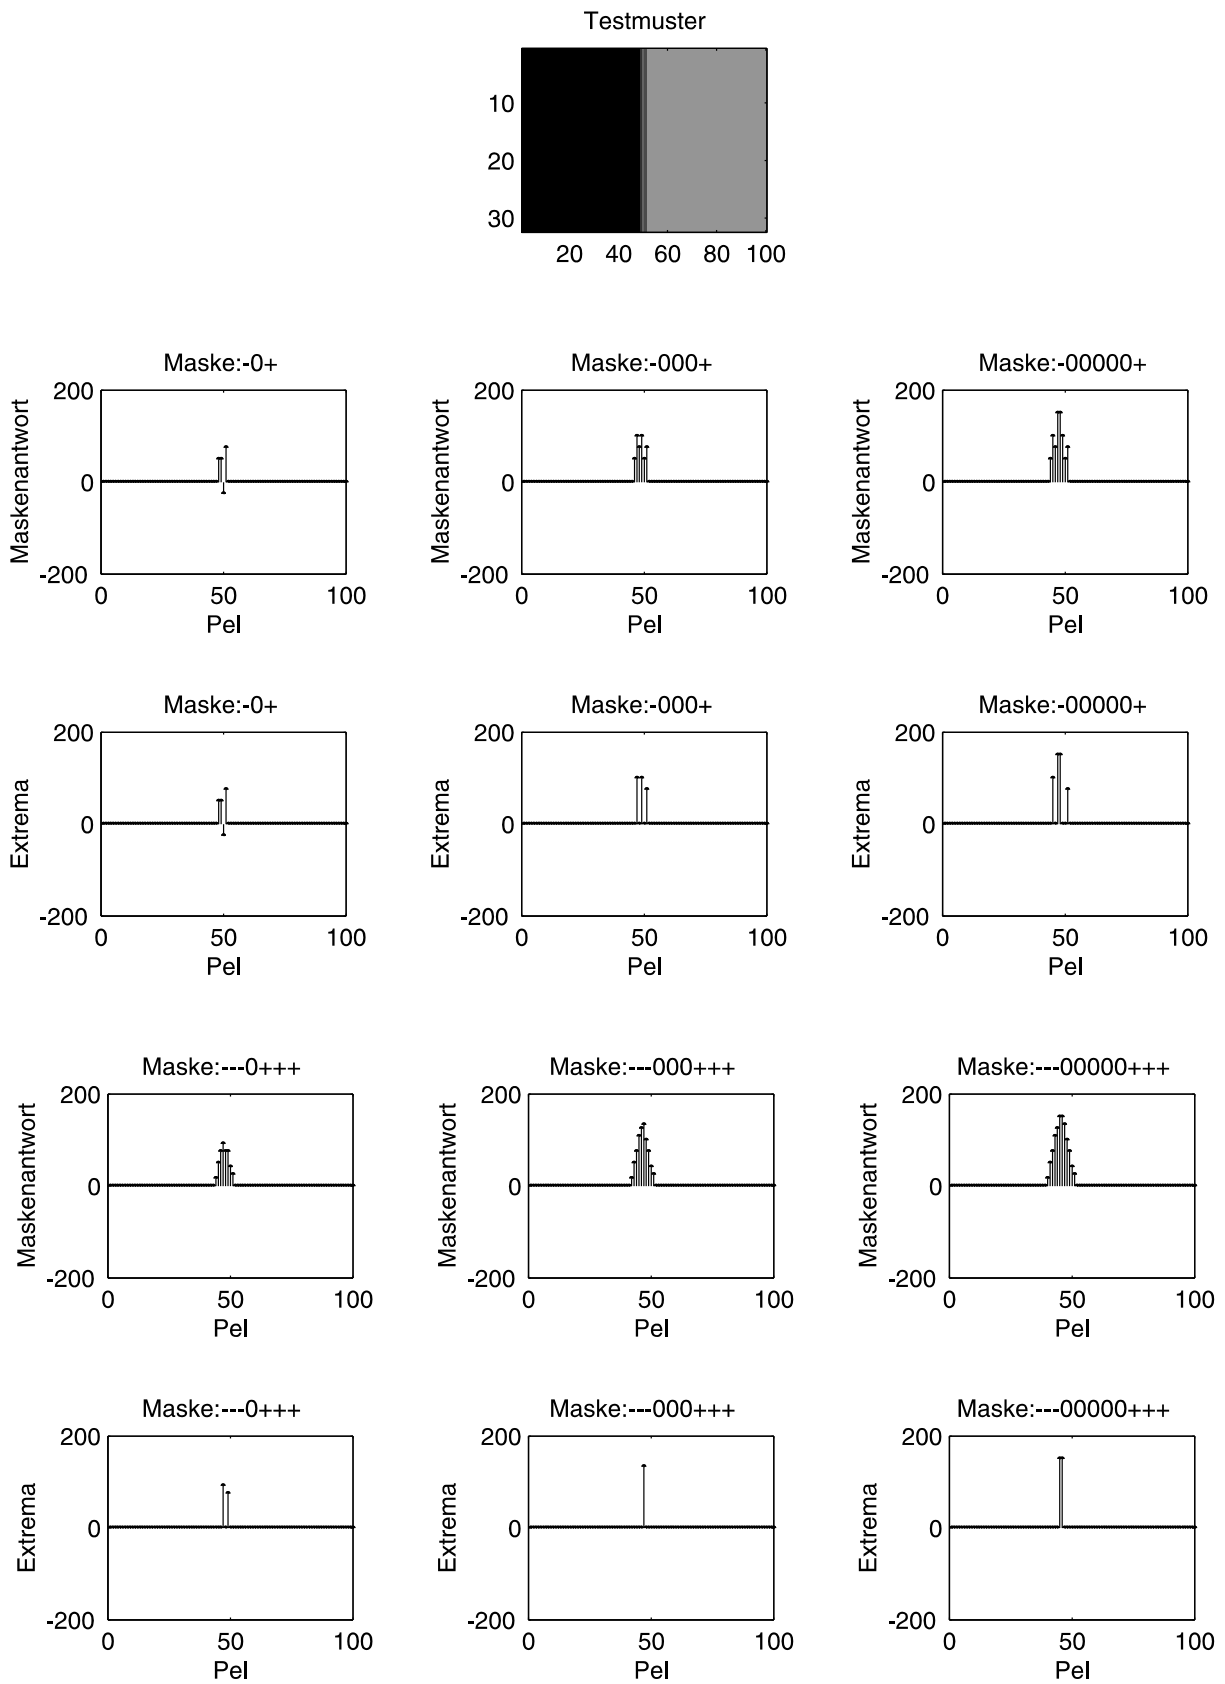 Testmuster
10
20
30
20 40 60 80 100
Maske:-0+ Maske:-000+ Maske:-00000+
200 200 200
Maskenantwort Maskenantwort Maskenantwort
0 0 0
-200 -200 -200
0 50 100 0 50 100 0 50 100
Pel Pel Pel
Maske:-0+ Maske:-000+ Maske:-00000+
200 200 200
Extrema Extrema Extrema
0 0 0
-200 -200 -200
0 50 100 0 50 100 0 50 100
Pel Pel Pel
Maske:---0+++ Maske:---000+++ Maske:---00000+++
200 200 200
Maskenantwort Maskenantwort Maskenantwort
0 0 0
-200 -200 -200
0 50 100 0 50 100 0 50 100
Pel Pel Pel
Maske:---0+++ Maske:---000+++ Maske:---00000+++
200 200 200
Extrema Extrema Extrema
0 0 0
-200 -200 -200
0 50 100 0 50 100 0 50 100
Pel Pel Pel